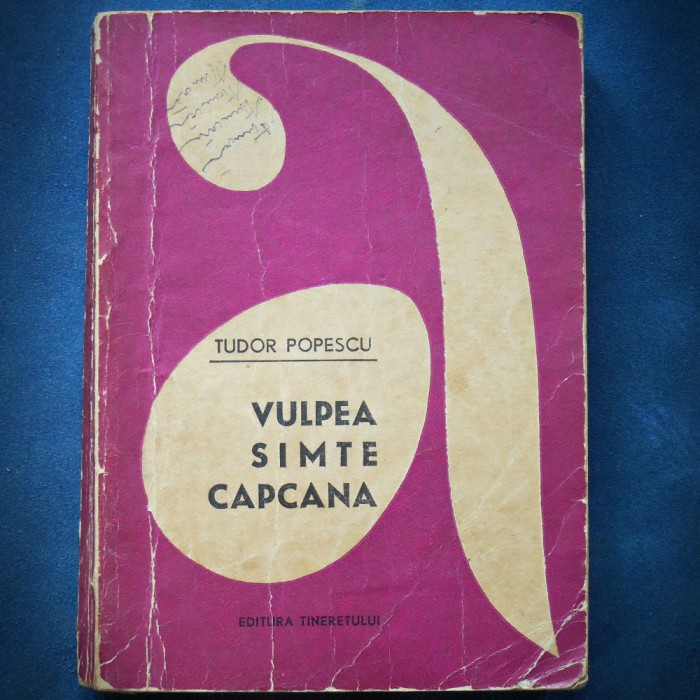 TUDOR POPESCU
VULPEA
SIMTE
CAPCANA
EDITURA TINERETULUI